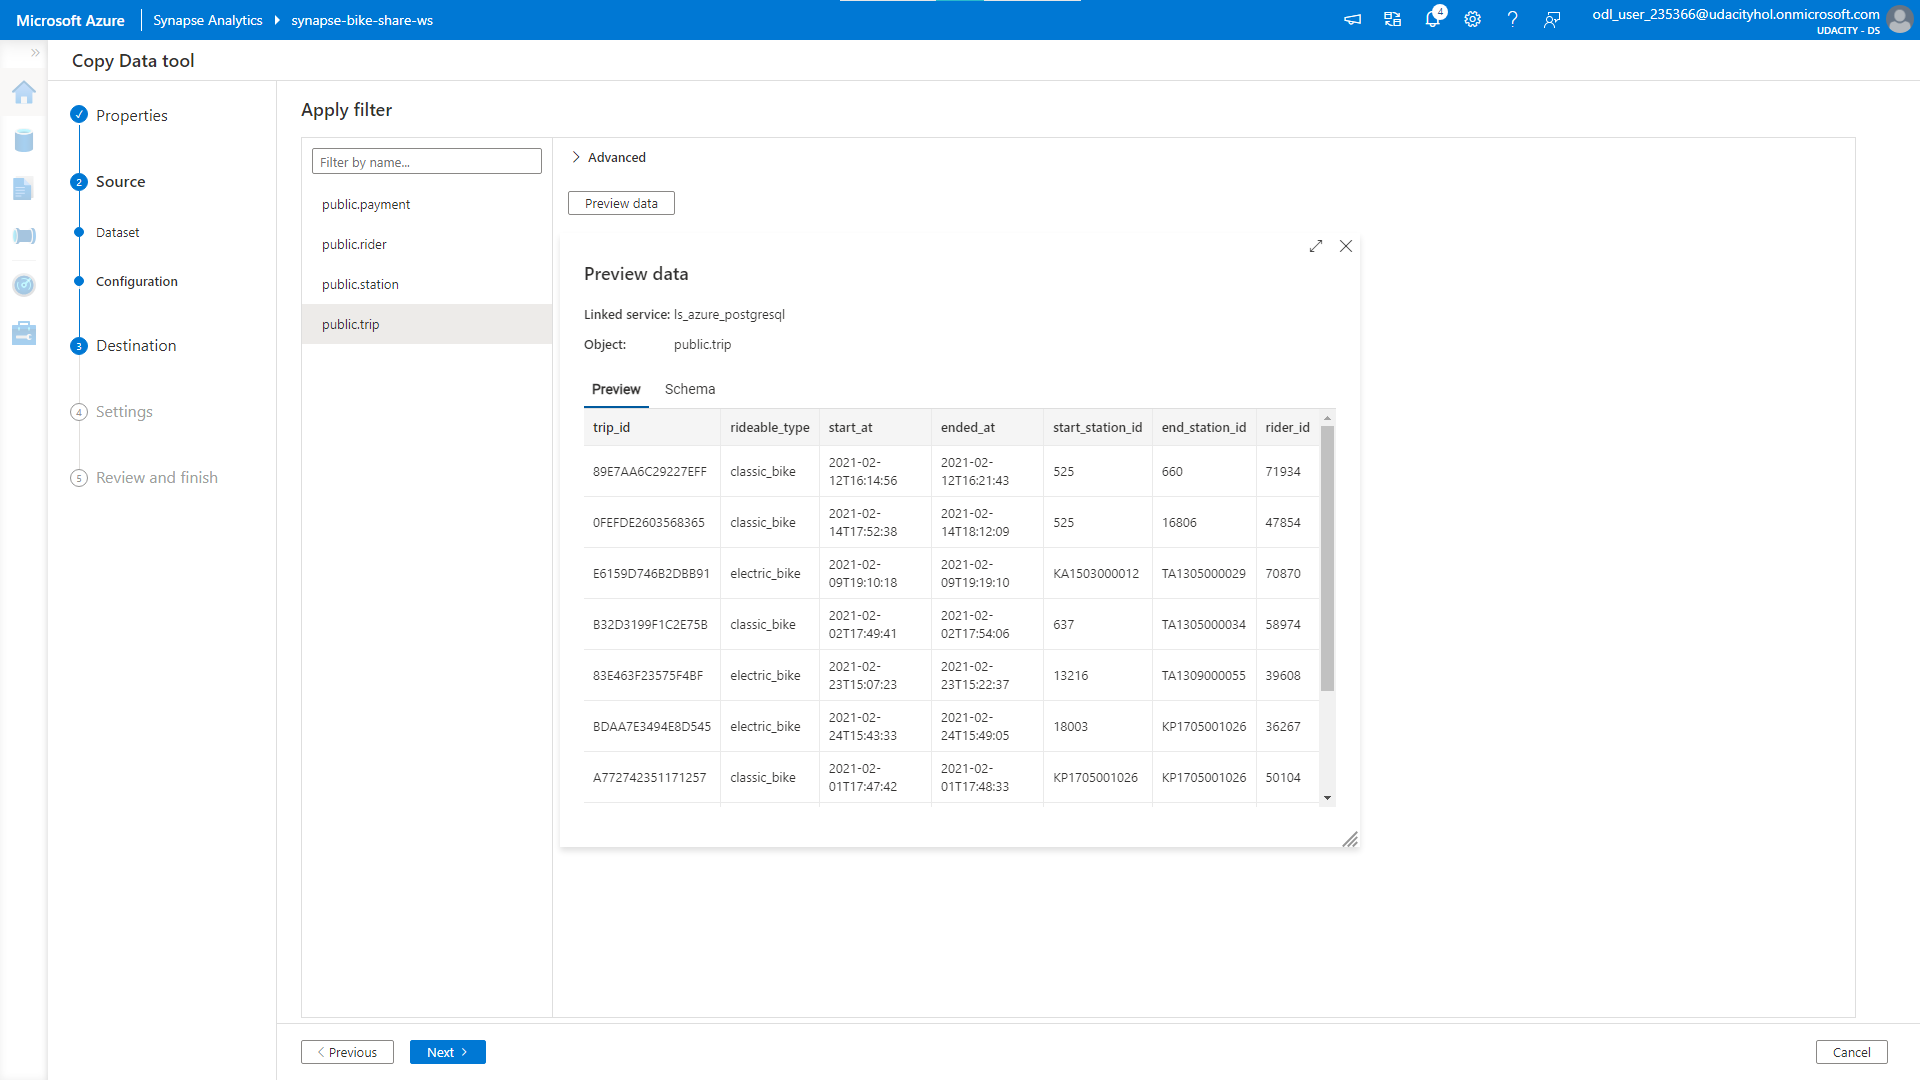 Microsoft Azure
Synapse Analytics
synapse-bike-share-ws
4
odl_user_235366@udacityhol.onmicrosoft.com
UDACITY - DS
Copy Data tool
Properties
2 Source
Dataset
Configuration
3 Destination
4 Settings
5 Review and finish
Apply filter
Filter by name...
public.payment
public.rider
public.station
public.trip
Advanced
Preview data
Preview data
Linked service: ls_azure_postgresql
Object: public.trip
Preview Schema
trip_id rideable_type start_at ended_at start_station_id end_station_id rider_id
89E7AA6C29227EFF classic_bike 2021-02-12T16:14:56 2021-02-12T16:21:43 525 660 71934
0FEFDE2603568365 classic_bike 2021-02-14T17:52:38 2021-02-14T18:12:09 525 16806 47854
E6159D746B2DBB91 electric_bike 2021-02-09T19:10:18 2021-02-09T19:19:10 KA1503000012 TA1305000029 70870
B32D3199F1C2E75B classic_bike 2021-02-02T17:49:41 2021-02-02T17:54:06 637 TA1305000034 58974
83E463F23575F4BF electric_bike 2021-02-23T15:07:23 2021-02-23T15:22:37 13216 TA1309000055 39608
BDAA7E3494E8D545 electric_bike 2021-02-24T15:43:33 2021-02-24T15:49:05 18003 KP1705001026 36267
A772742351171257 classic_bike 2021-02-01T17:47:42 2021-02-01T17:48:33 KP1705001026 KP1705001026 50104
Previous
Next
Cancel